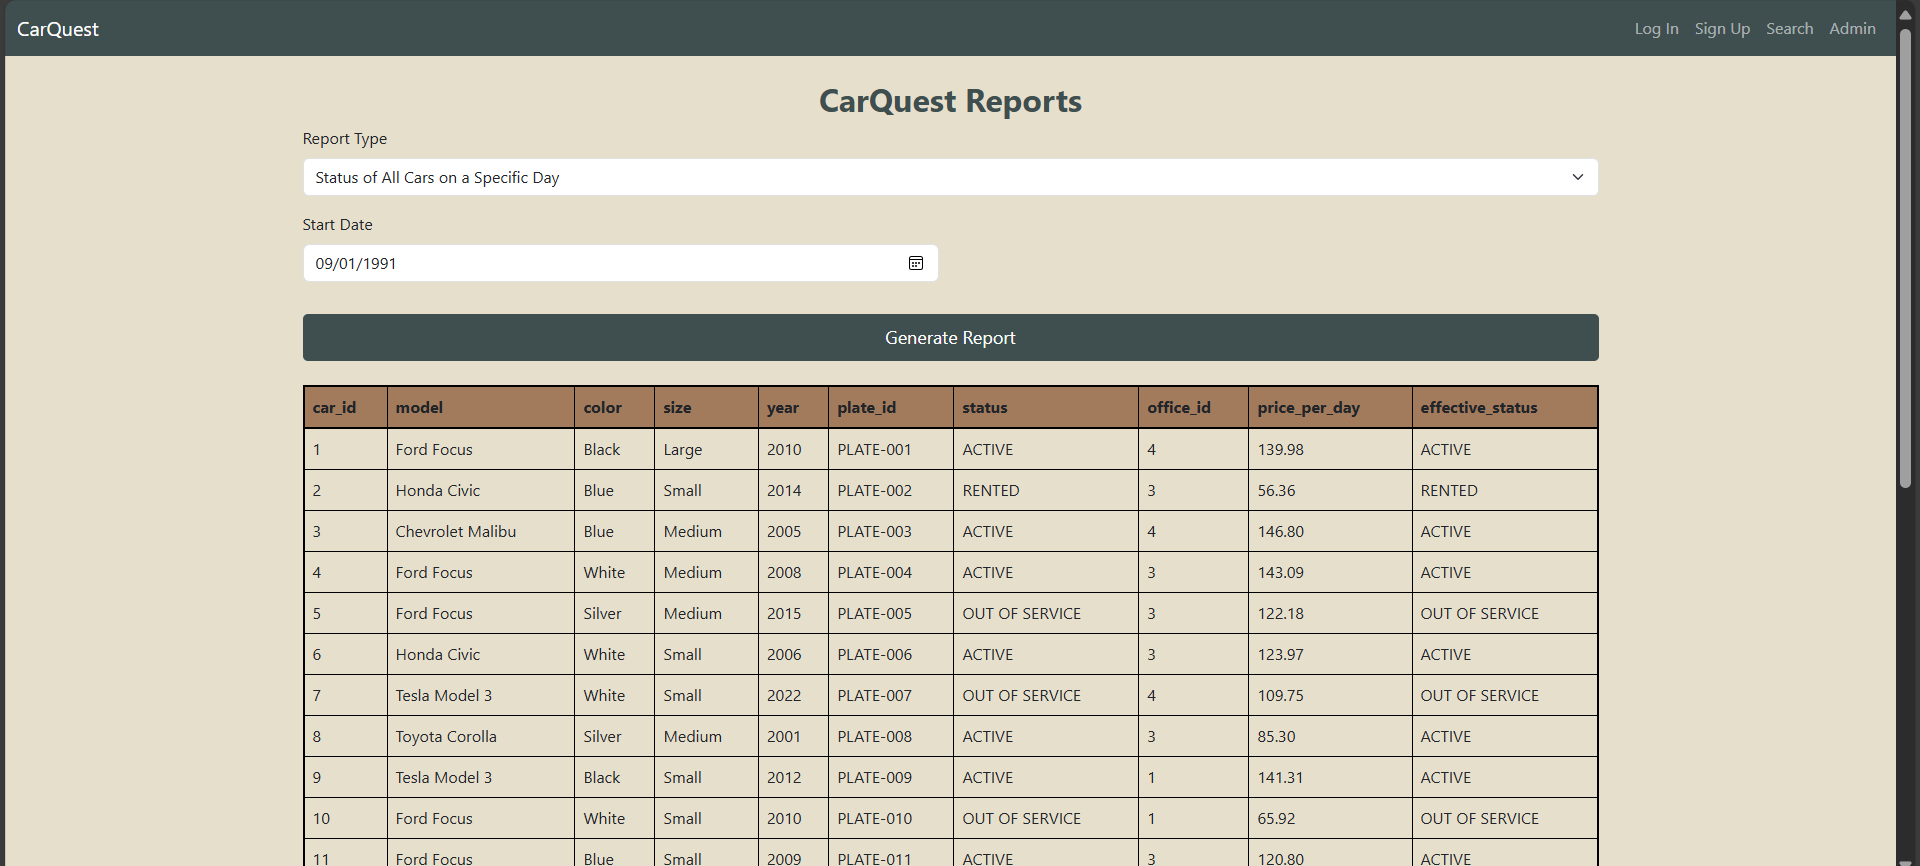 CarQuest Log In Sign Up Search Admin
CarQuest Reports
Report Type
Status of All Cars on a Specific Day
Start Date
09/01/1991
Generate Report
car_id model color size year plate_id status office_id price_per_day effective_status
1 Ford Focus Black Large 2010 PLATE-001 ACTIVE 4 139.98 ACTIVE
2 Honda Civic Blue Small 2014 PLATE-002 RENTED 3 56.36 RENTED
3 Chevrolet Malibu Blue Medium 2005 PLATE-003 ACTIVE 4 146.80 ACTIVE
4 Ford Focus White Medium 2008 PLATE-004 ACTIVE 3 143.09 ACTIVE
5 Ford Focus Silver Medium 2015 PLATE-005 OUT OF SERVICE 3 122.18 OUT OF SERVICE
6 Honda Civic White Small 2006 PLATE-006 ACTIVE 3 123.97 ACTIVE
7 Tesla Model 3 White Small 2022 PLATE-007 OUT OF SERVICE 4 109.75 OUT OF SERVICE
8 Toyota Corolla Silver Medium 2001 PLATE-008 ACTIVE 3 85.30 ACTIVE
9 Tesla Model 3 Black Small 2012 PLATE-009 ACTIVE 1 141.31 ACTIVE
10 Ford Focus White Small 2010 PLATE-010 OUT OF SERVICE 1 65.92 OUT OF SERVICE
11 Ford Focus Blue Small 2009 PLATE-011 ACTIVE 3 120.80 ACTIVE